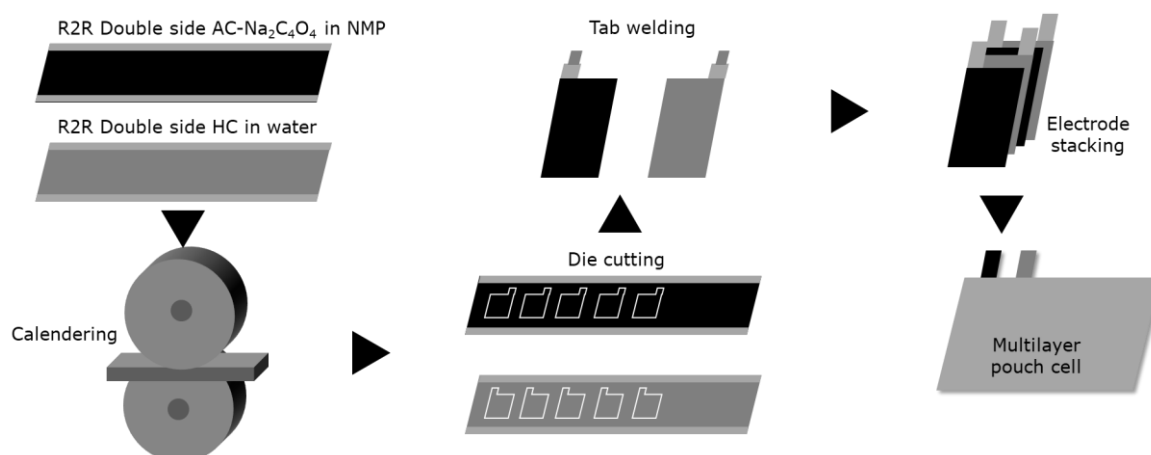 R2R Double side AC-Na₂C₄O₄ in NMP
R2R Double side HC in water
Calendering
Die cutting
Tab welding
Electrode
stacking
Multilayer
pouch cell